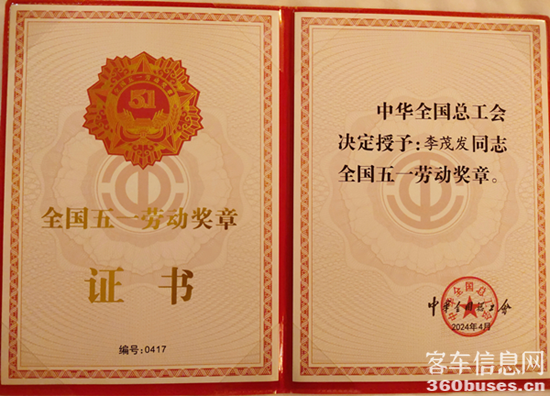 51
全国五一劳动奖章
证书
编号:0417
中华全国总工会
决定授予:李茂发同志
全国五一劳动奖章。
中华全国总工会
2024年4月
客车信息网
360buses.cn